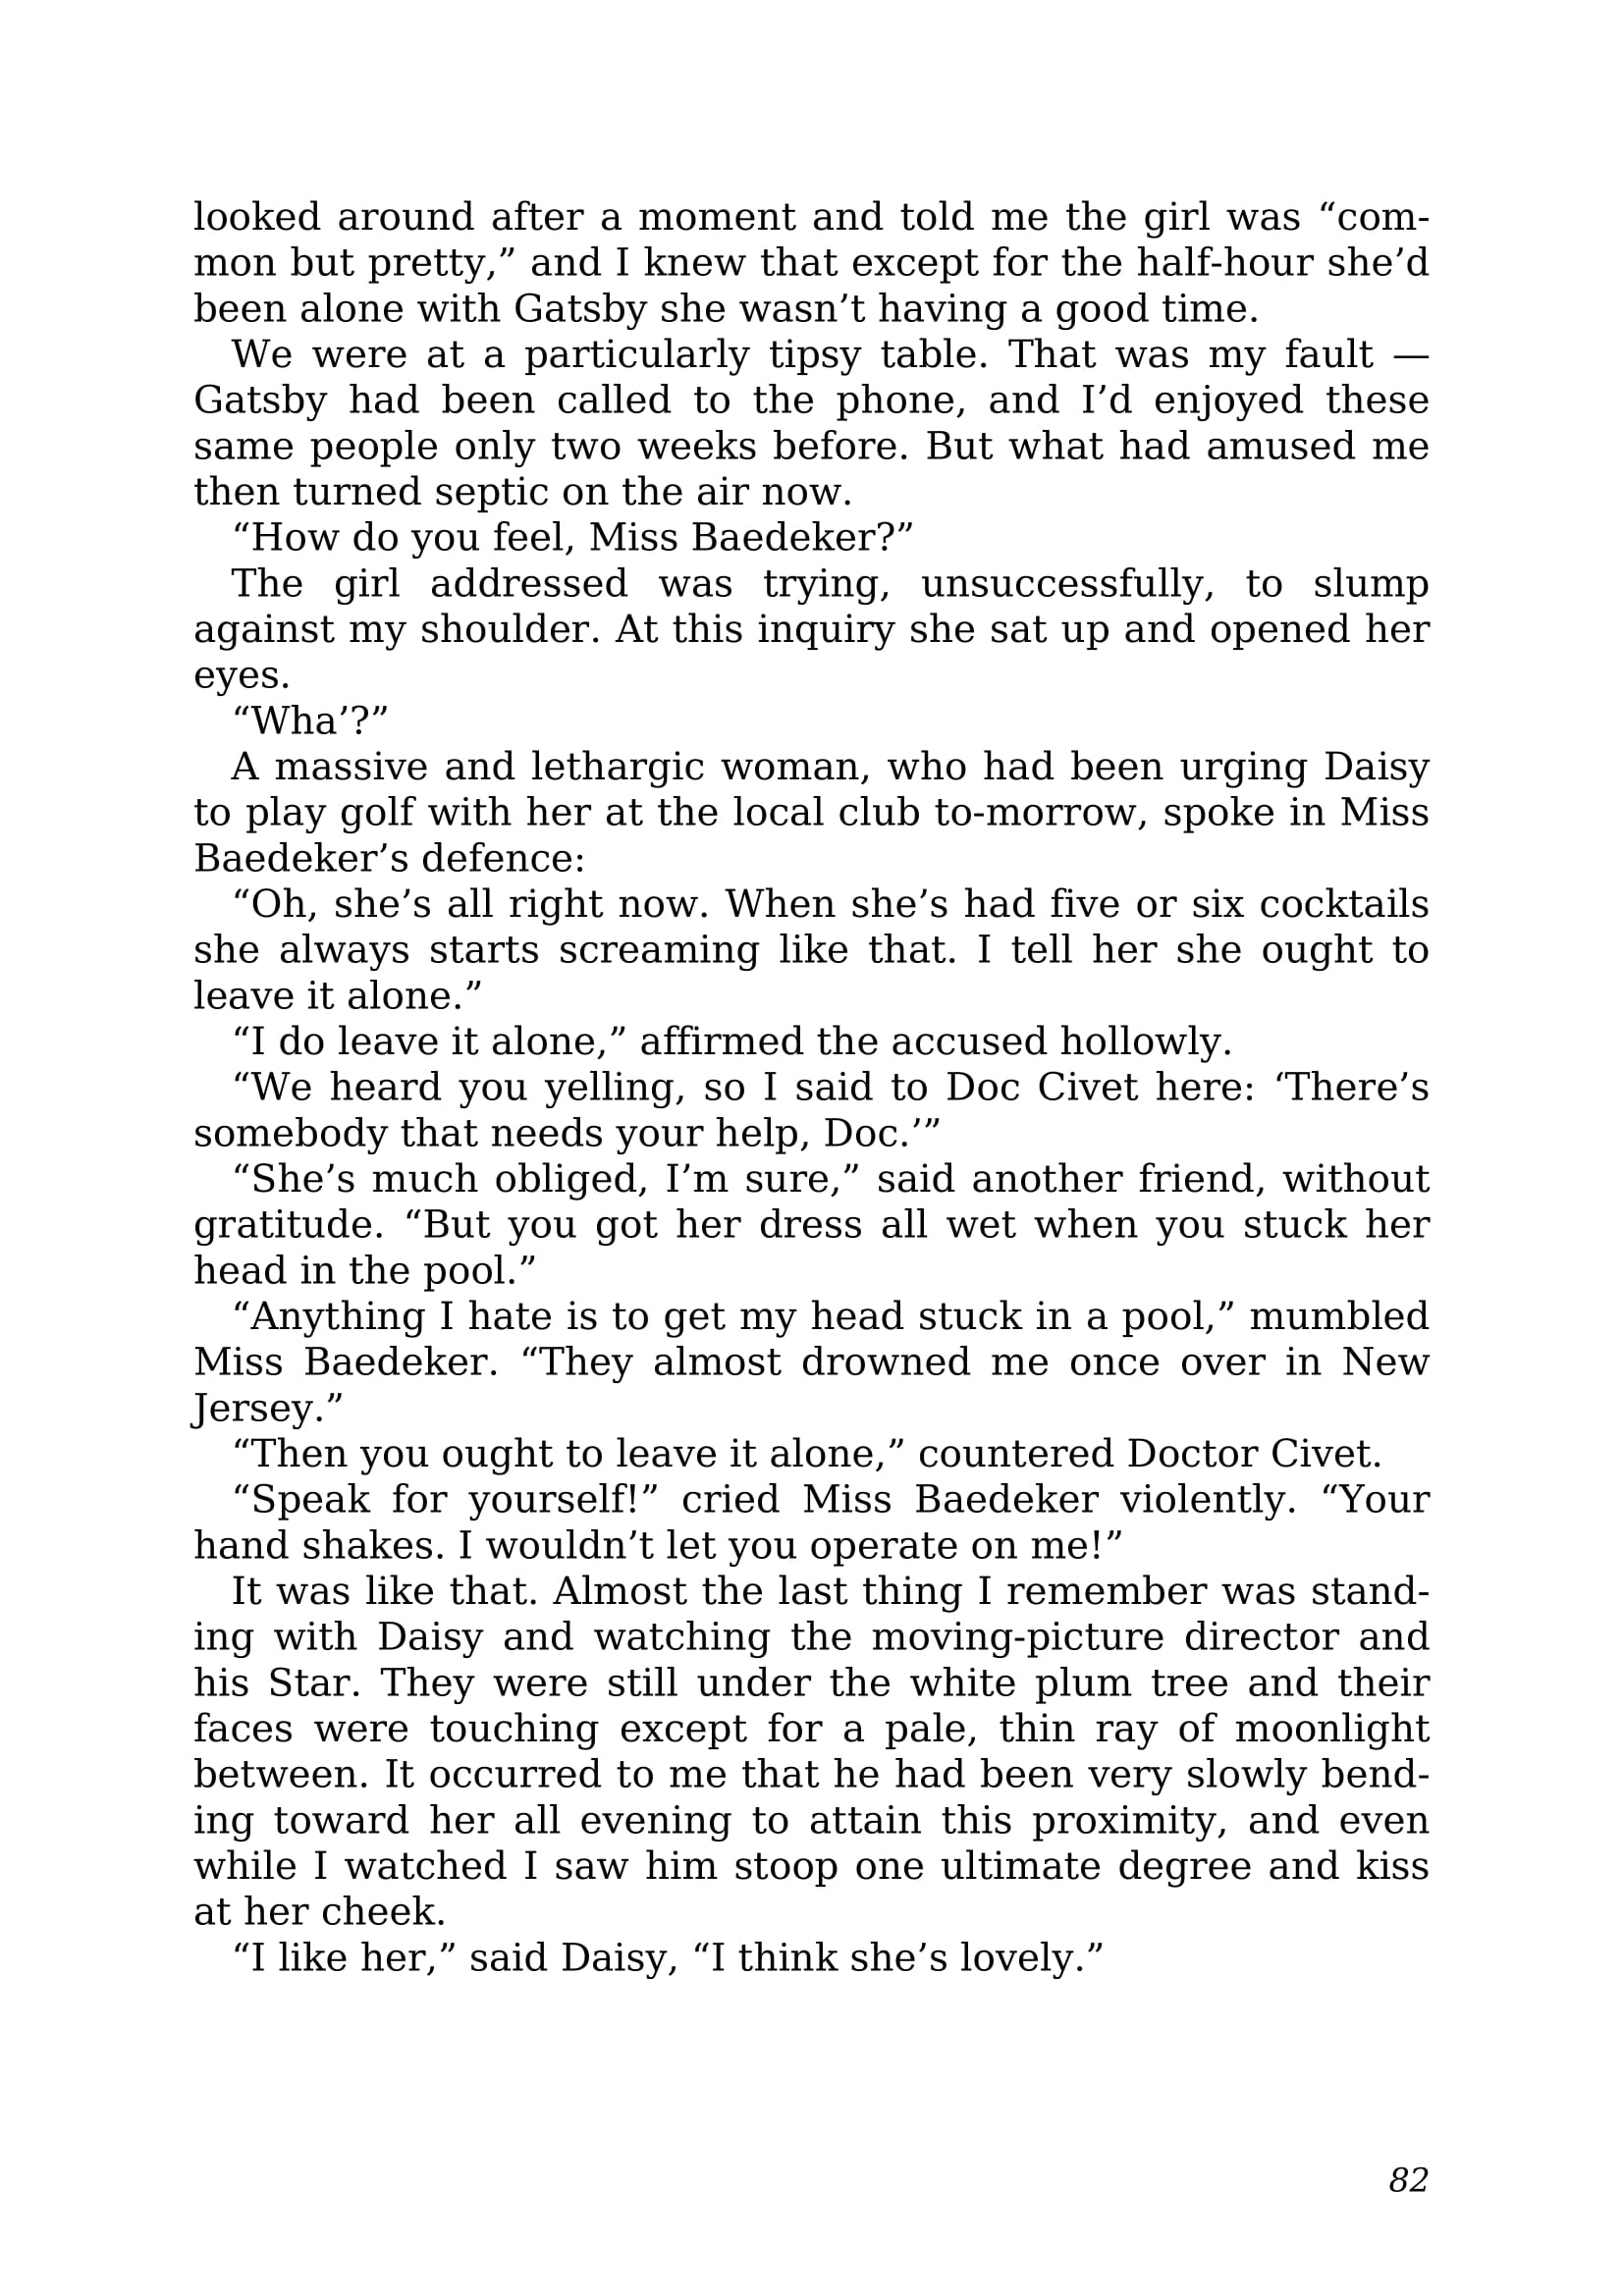 looked around after a moment and told me the girl was “com-
mon but pretty,” and I knew that except for the half-hour she’d
been alone with Gatsby she wasn’t having a good time.
We were at a particularly tipsy table. That was my fault —
Gatsby had been called to the phone, and I’d enjoyed these
same people only two weeks before. But what had amused me
then turned septic on the air now.
“How do you feel, Miss Baedeker?”
The girl addressed was trying, unsuccessfully, to slump
against my shoulder. At this inquiry she sat up and opened her
eyes.
“Wha’?”
A massive and lethargic woman, who had been urging Daisy
to play golf with her at the local club to-morrow, spoke in Miss
Baedeker’s defence:
“Oh, she’s all right now. When she’s had five or six cocktails
she always starts screaming like that. I tell her she ought to
leave it alone.”
“I do leave it alone,” affirmed the accused hollowly.
“We heard you yelling, so I said to Doc Civet here: ‘There’s
somebody that needs your help, Doc.’”
“She’s much obliged, I’m sure,” said another friend, without
gratitude. “But you got her dress all wet when you stuck her
head in the pool.”
“Anything I hate is to get my head stuck in a pool,” mumbled
Miss Baedeker. “They almost drowned me once over in New
Jersey.”
“Then you ought to leave it alone,” countered Doctor Civet.
“Speak for yourself!” cried Miss Baedeker violently. “Your
hand shakes. I wouldn’t let you operate on me!”
It was like that. Almost the last thing I remember was stand-
ing with Daisy and watching the moving-picture director and
his Star. They were still under the white plum tree and their
faces were touching except for a pale, thin ray of moonlight
between. It occurred to me that he had been very slowly bend-
ing toward her all evening to attain this proximity, and even
while I watched I saw him stoop one ultimate degree and kiss
at her cheek.
“I like her,” said Daisy, “I think she’s lovely.”
82